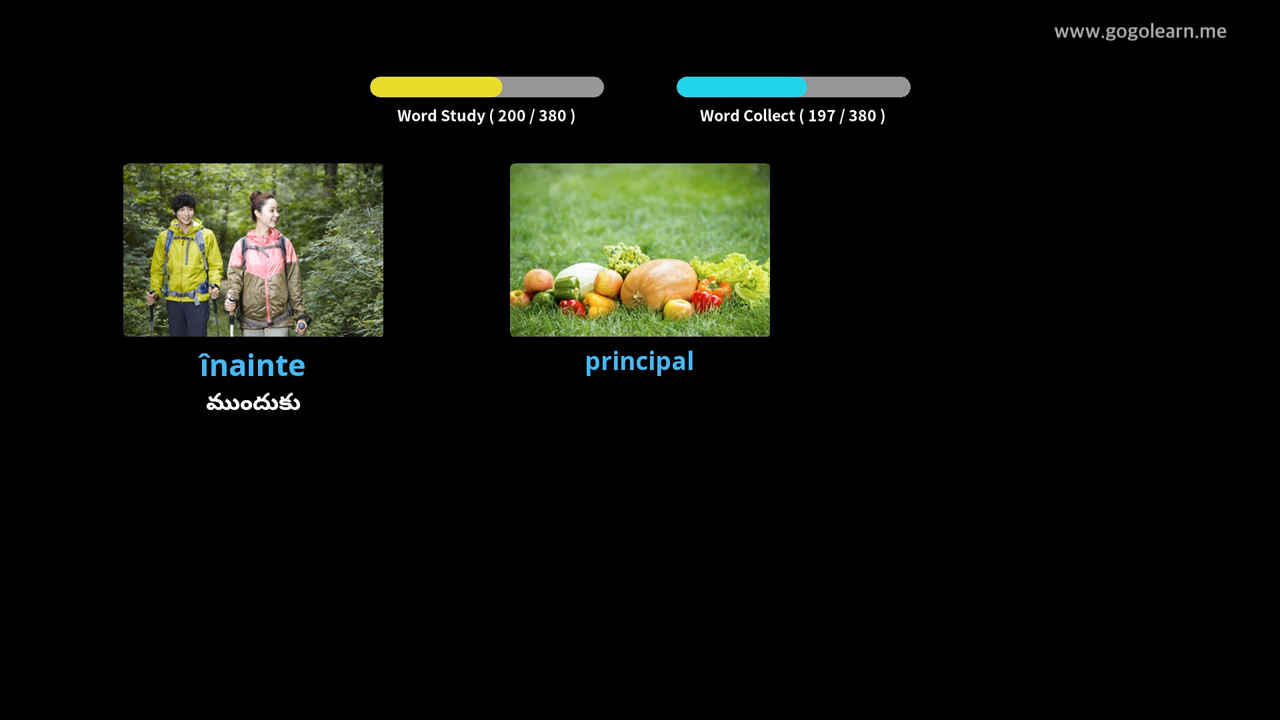 www.gogolearn.me
Word Study ( 200 / 380 )
Word Collect ( 197 / 380 )
înainte
ముందుకు
principal